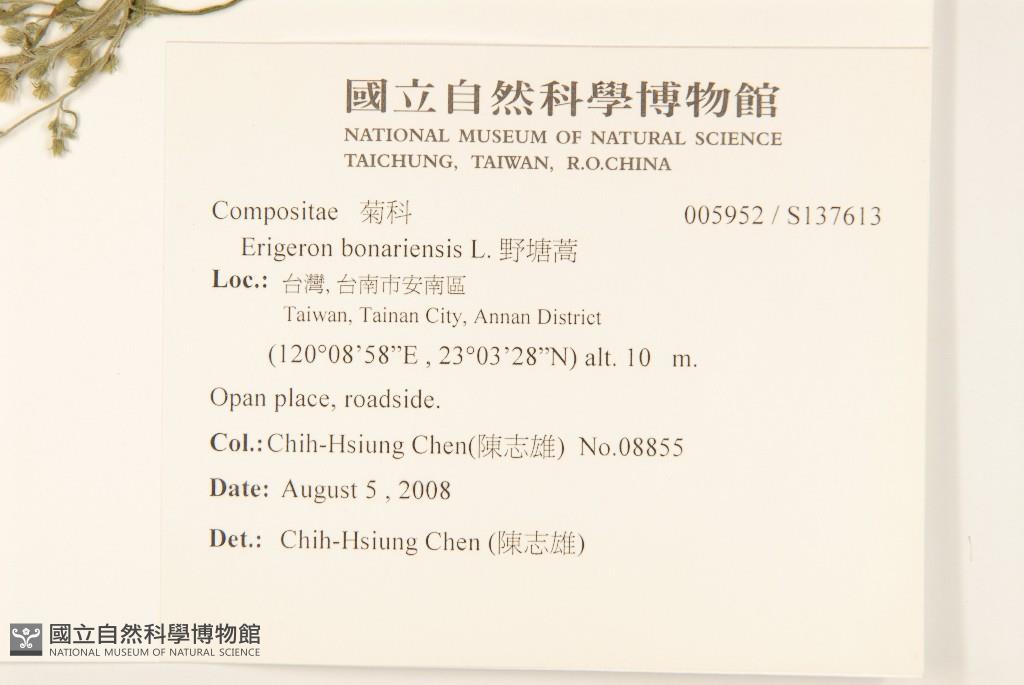 國立自然科學博物館
NATIONAL MUSEUM OF NATURAL SCIENCE
TAICHUNG, TAIWAN, R.O.CHINA
Compositae 菊科 005952 / S137613
Erigeron bonariensis L. 野塘蒿
Loc.: 台灣, 台南市安南區
Taiwan, Tainan City, Annan District
(120°08’58”E , 23°03’28”N) alt. 10 m.
Opan place, roadside.
Col.: Chih-Hsiung Chen(陳志雄) No.08855
Date: August 5 , 2008
Det.: Chih-Hsiung Chen (陳志雄)
國立自然科學博物館
NATIONAL MUSEUM OF NATURAL SCIENCE